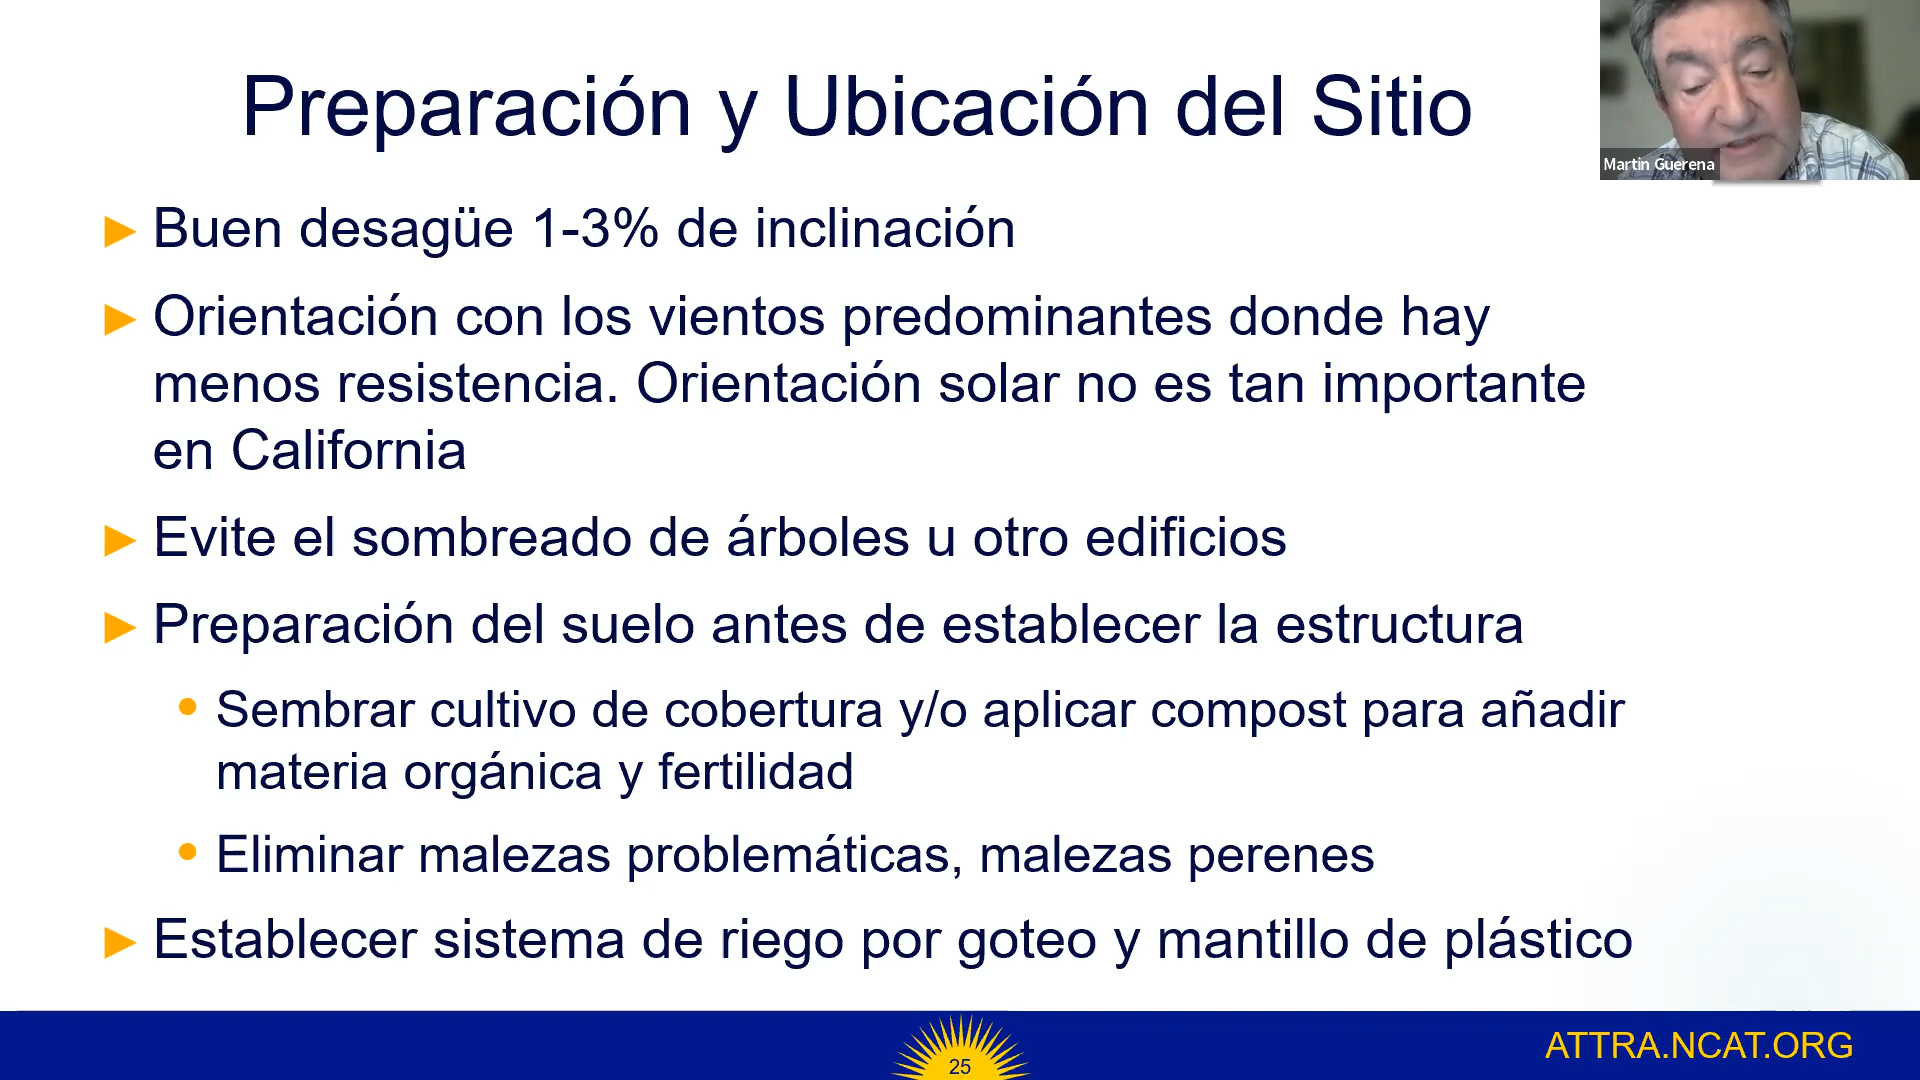 Preparación y Ubicación del Sitio
Martin Guerena
Buen desagüe 1-3% de inclinación
Orientación con los vientos predominantes donde hay
menos resistencia. Orientación solar no es tan importante
en California
Evite el sombreado de árboles u otro edificios
Preparación del suelo antes de establecer la estructura
Sembrar cultivo de cobertura y/o aplicar compost para añadir
materia orgánica y fertilidad
Eliminar malezas problemáticas, malezas perenes
Establecer sistema de riego por goteo y mantillo de plástico
25
ATTRA.NCAT.ORG